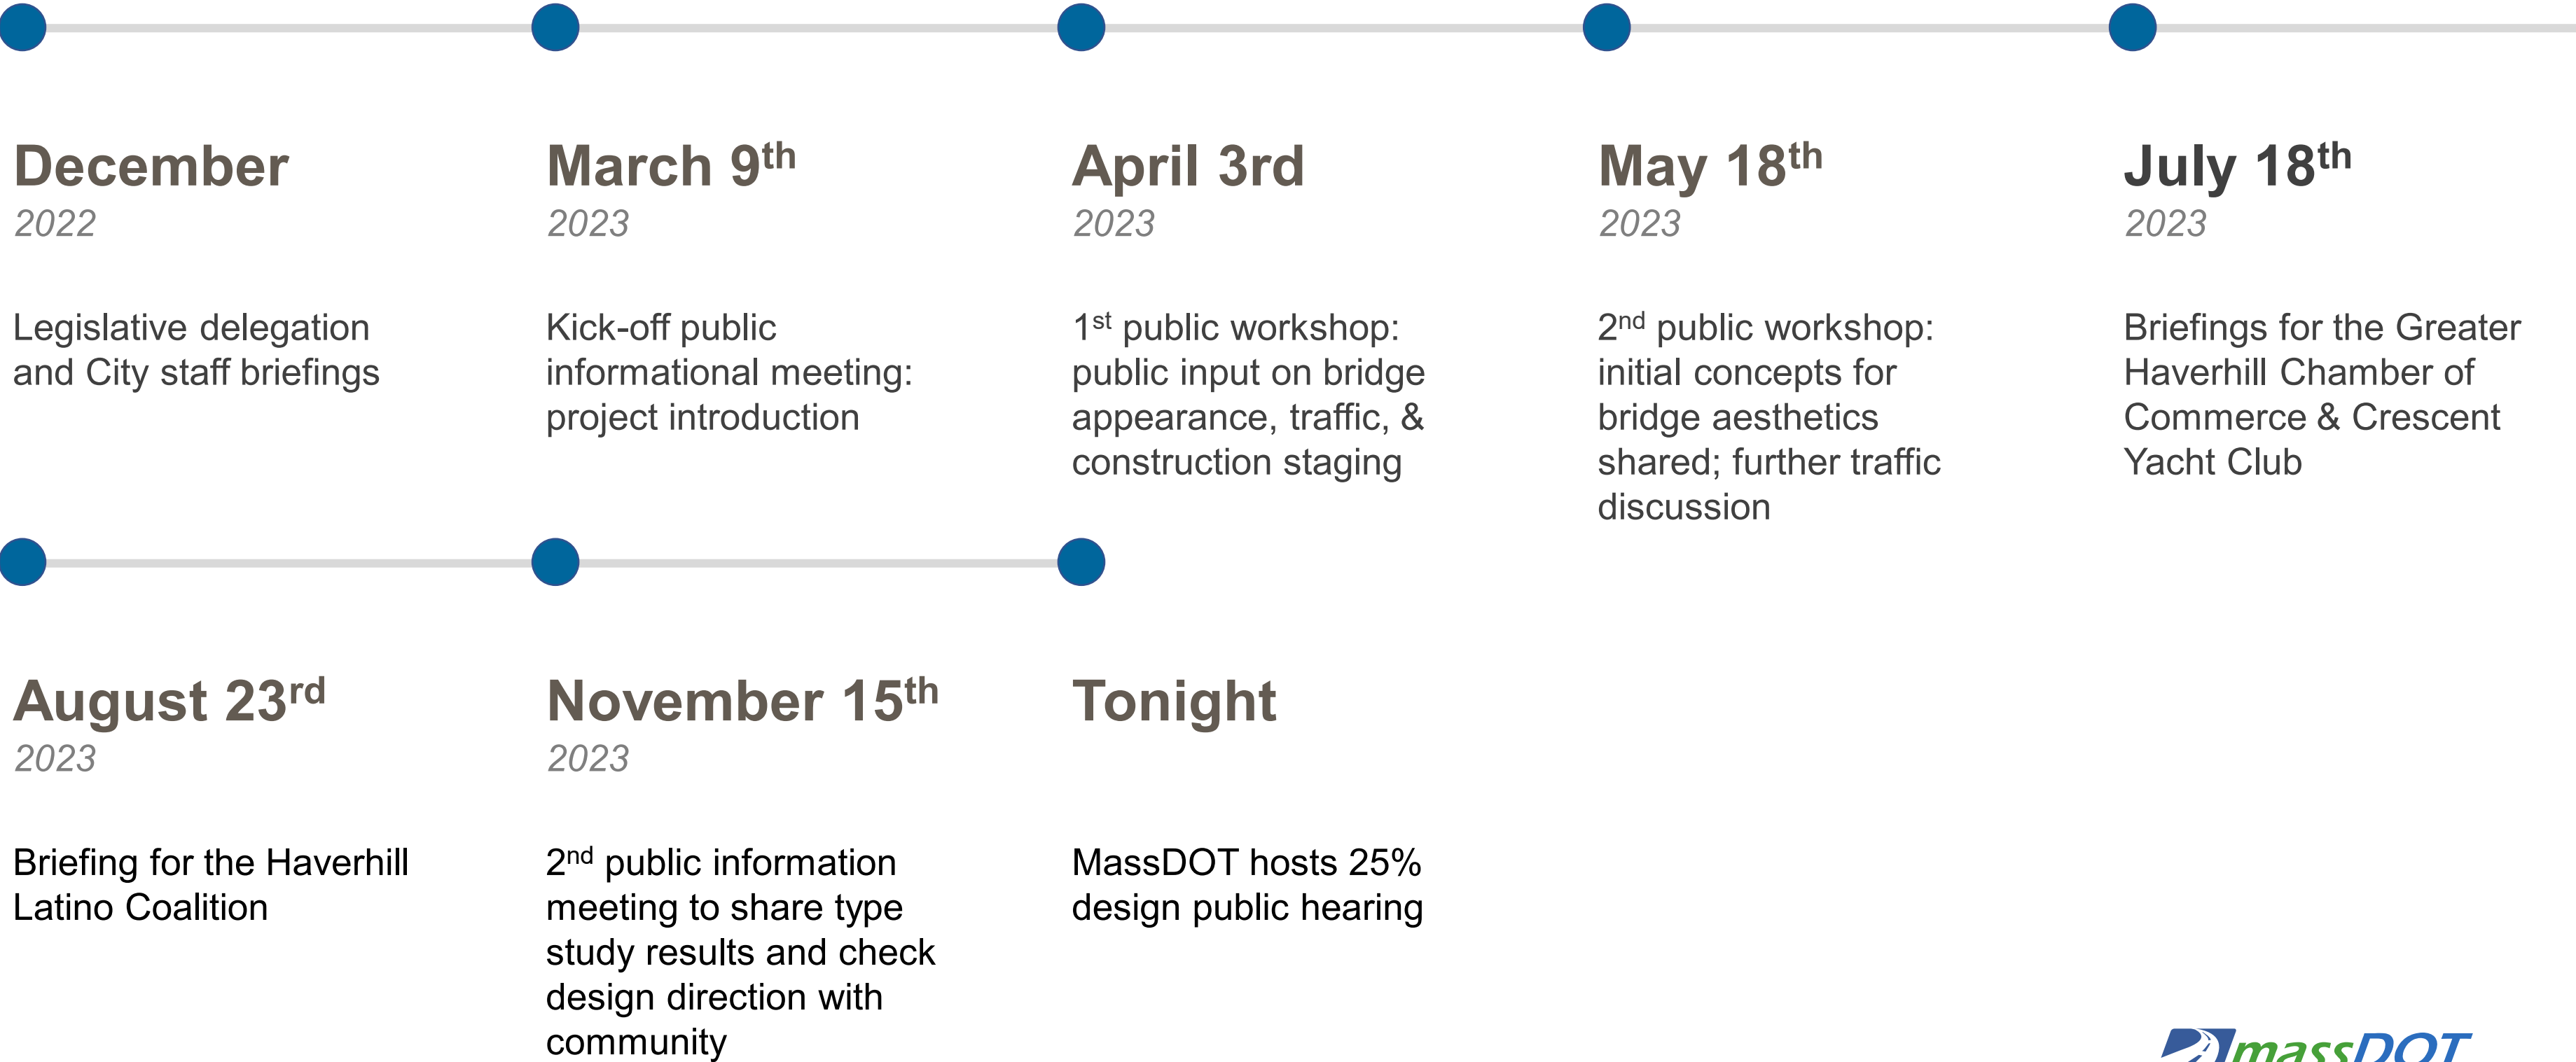 December
2022
Legislative delegation
and City staff briefings
March 9th
2023
Kick-off public
informational meeting:
project introduction
April 3rd
2023
1st public workshop:
public input on bridge
appearance, traffic, &
construction staging
May 18th
2023
2nd public workshop:
initial concepts for
bridge aesthetics
shared; further traffic
discussion
July 18th
2023
Briefings for the Greater
Haverhill Chamber of
Commerce & Crescent
Yacht Club
August 23rd
2023
Briefing for the Haverhill
Latino Coalition
November 15th
2023
2nd public information
meeting to share type
study results and check
design direction with
community
Tonight
MassDOT hosts 25%
design public hearing
massDOT